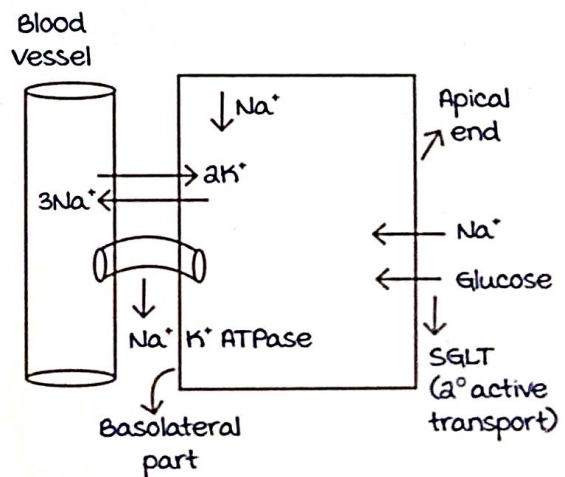 Blood
vessel
↓Na⁺
Apical
end
2K⁺
3Na⁺
Na⁺
Glucose
Na⁺ K⁺ ATPase
SGLT
(2° active
transport)
Basolateral
part